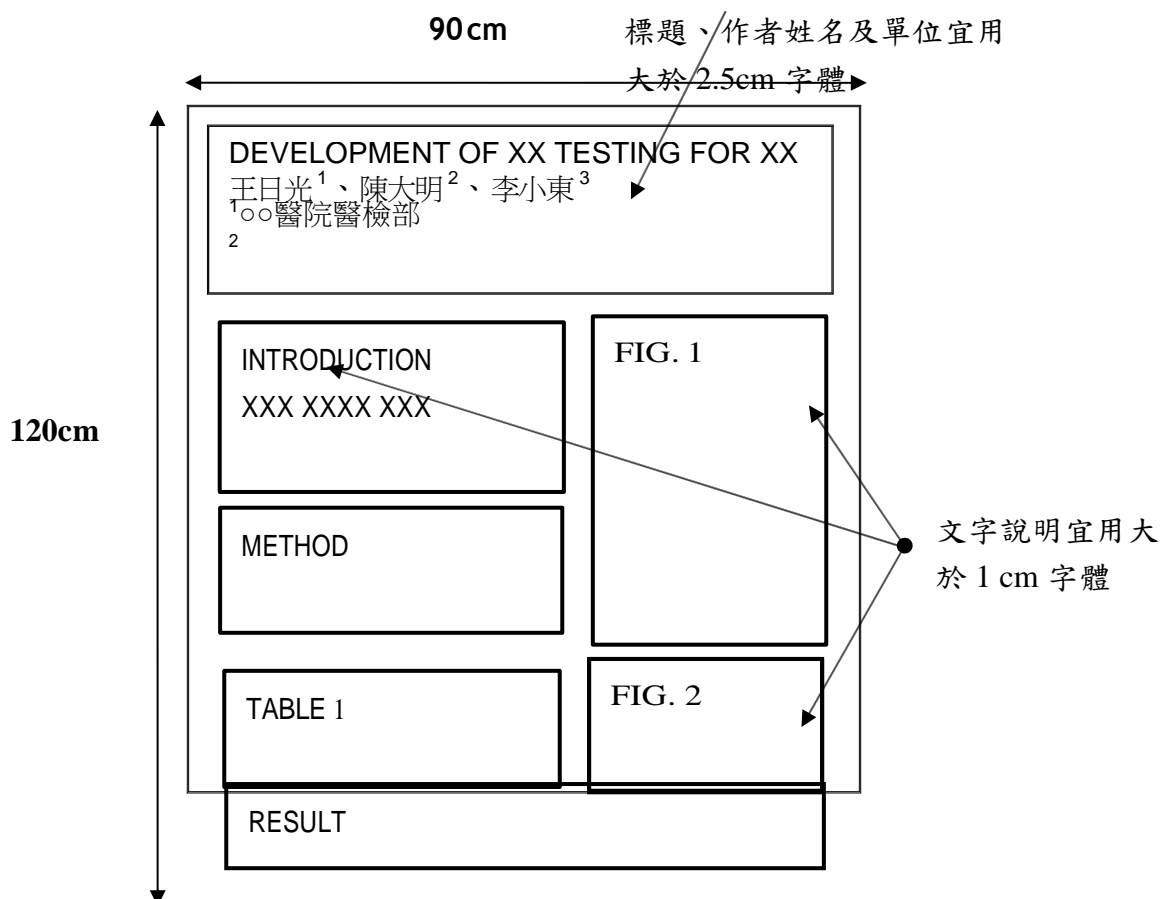 90cm
標題、作者姓名及單位宜用
大於 2.5cm 字體
DEVELOPMENT OF XX TESTING FOR XX
王日光1、陳大明2、李小東3
1○○醫院醫檢部
2
INTRODUCTION
XXX XXXX XXX
FIG. 1
120cm
METHOD
文字說明宜用大
於 1 cm 字體
TABLE 1
FIG. 2
RESULT